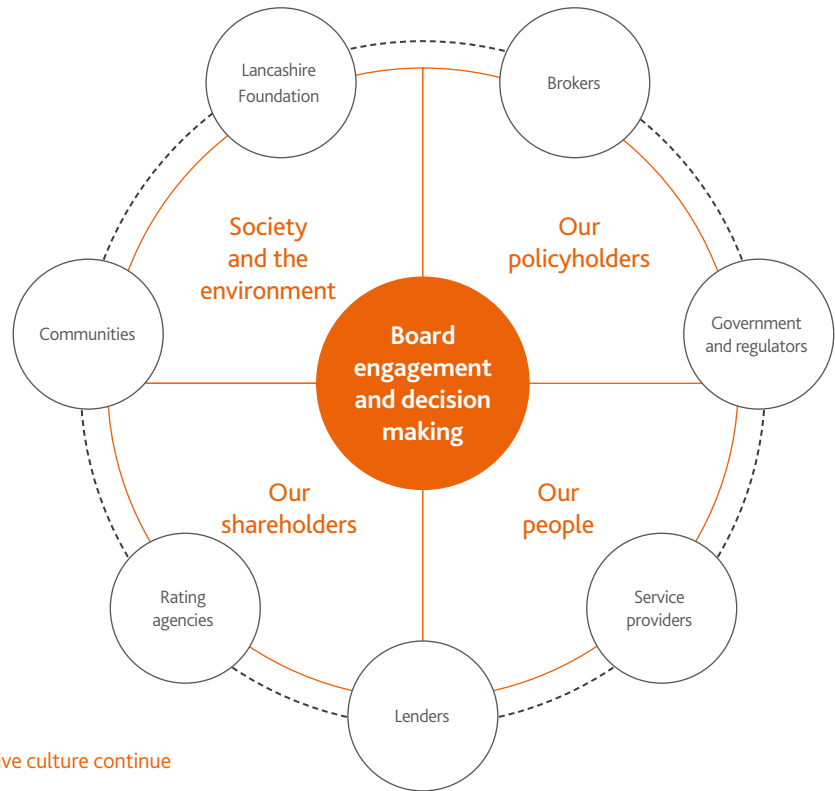 Lancashire
Foundation
Brokers
Society
and the
environment
Our
policyholders
Communities
Board
engagement
and decision
making
Government
and regulators
Our
shareholders
Our
people
Rating
agencies
Service
providers
Lenders
ive culture continue